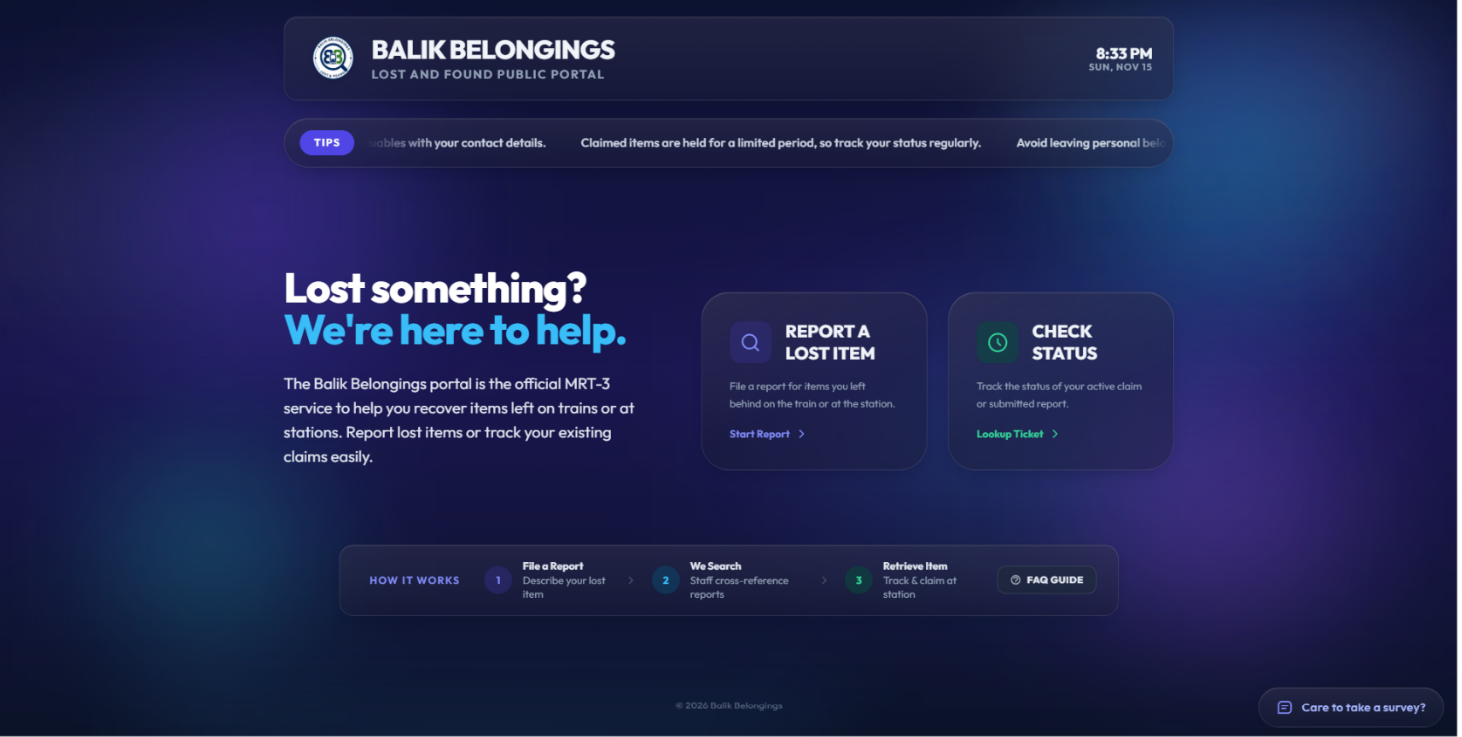 BALIK BELONGINGS
LOST AND FOUND PUBLIC PORTAL
8:33 PM
SUN, NOV 15
TIPS
with your contact details.
Claimed items are held for a limited period, so track your status regularly.
Avoid leaving personal
Lost something?
We're here to help.
The Balik Belongings portal is the official MRT-3
service to help you recover items left on trains or at
stations. Report lost items or track your existing
claims easily.
REPORT A
LOST ITEM
File a report for items you left
behind on the train or at the station.
Start Report
CHECK
STATUS
Track the status of your active claim
or submitted report.
Lookup Ticket
HOW IT WORKS
1
File a Report
Describe your lost
item
2
We Search
Staff cross-reference
reports
3
Retrieve Item
Track & claim at
station
FAQ GUIDE
© 2026 Balik Belongings
Care to take a survey?